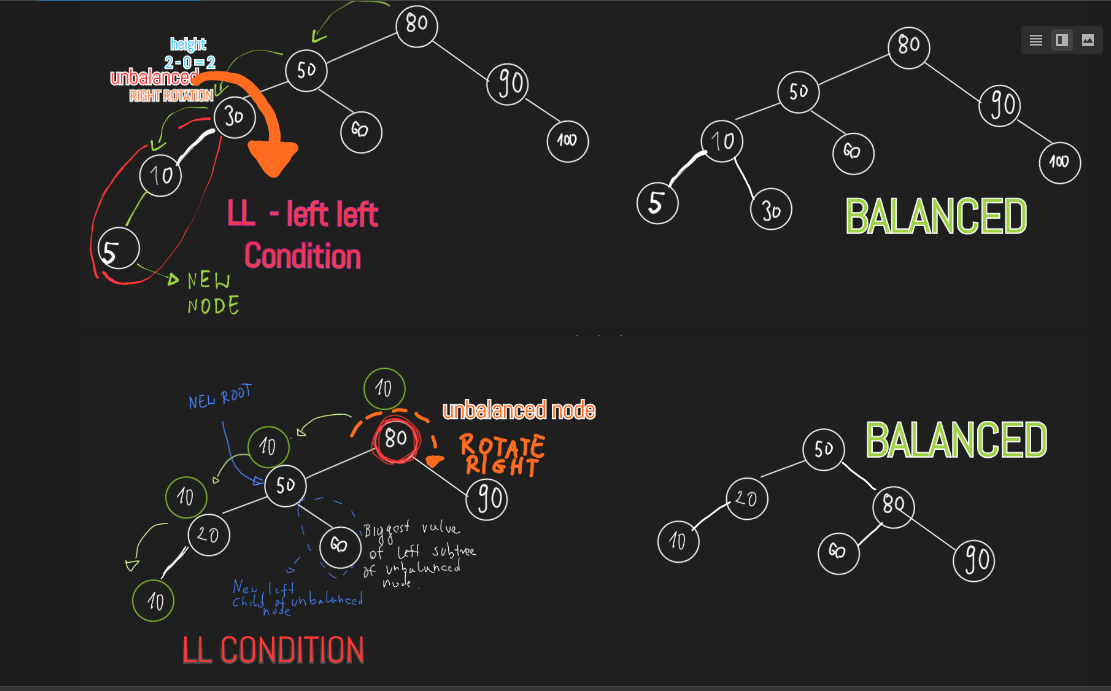 height
2 - 0 = 2
unbalanced
RIGHT ROTATION
80
50
90
30
60
100
10
5
LL - left left
Condition
NEW
NODE
80
50
90
10
60
100
5
30
BALANCED
NEW ROOT
10
unbalanced node
80
ROTATE
RIGHT
10
50
90
10
20
60
Biggest value
of left subtree
of unbalanced
node.
New left
child of unbalanced
node
10
LL CONDITION
50
BALANCED
20
80
10
60
90